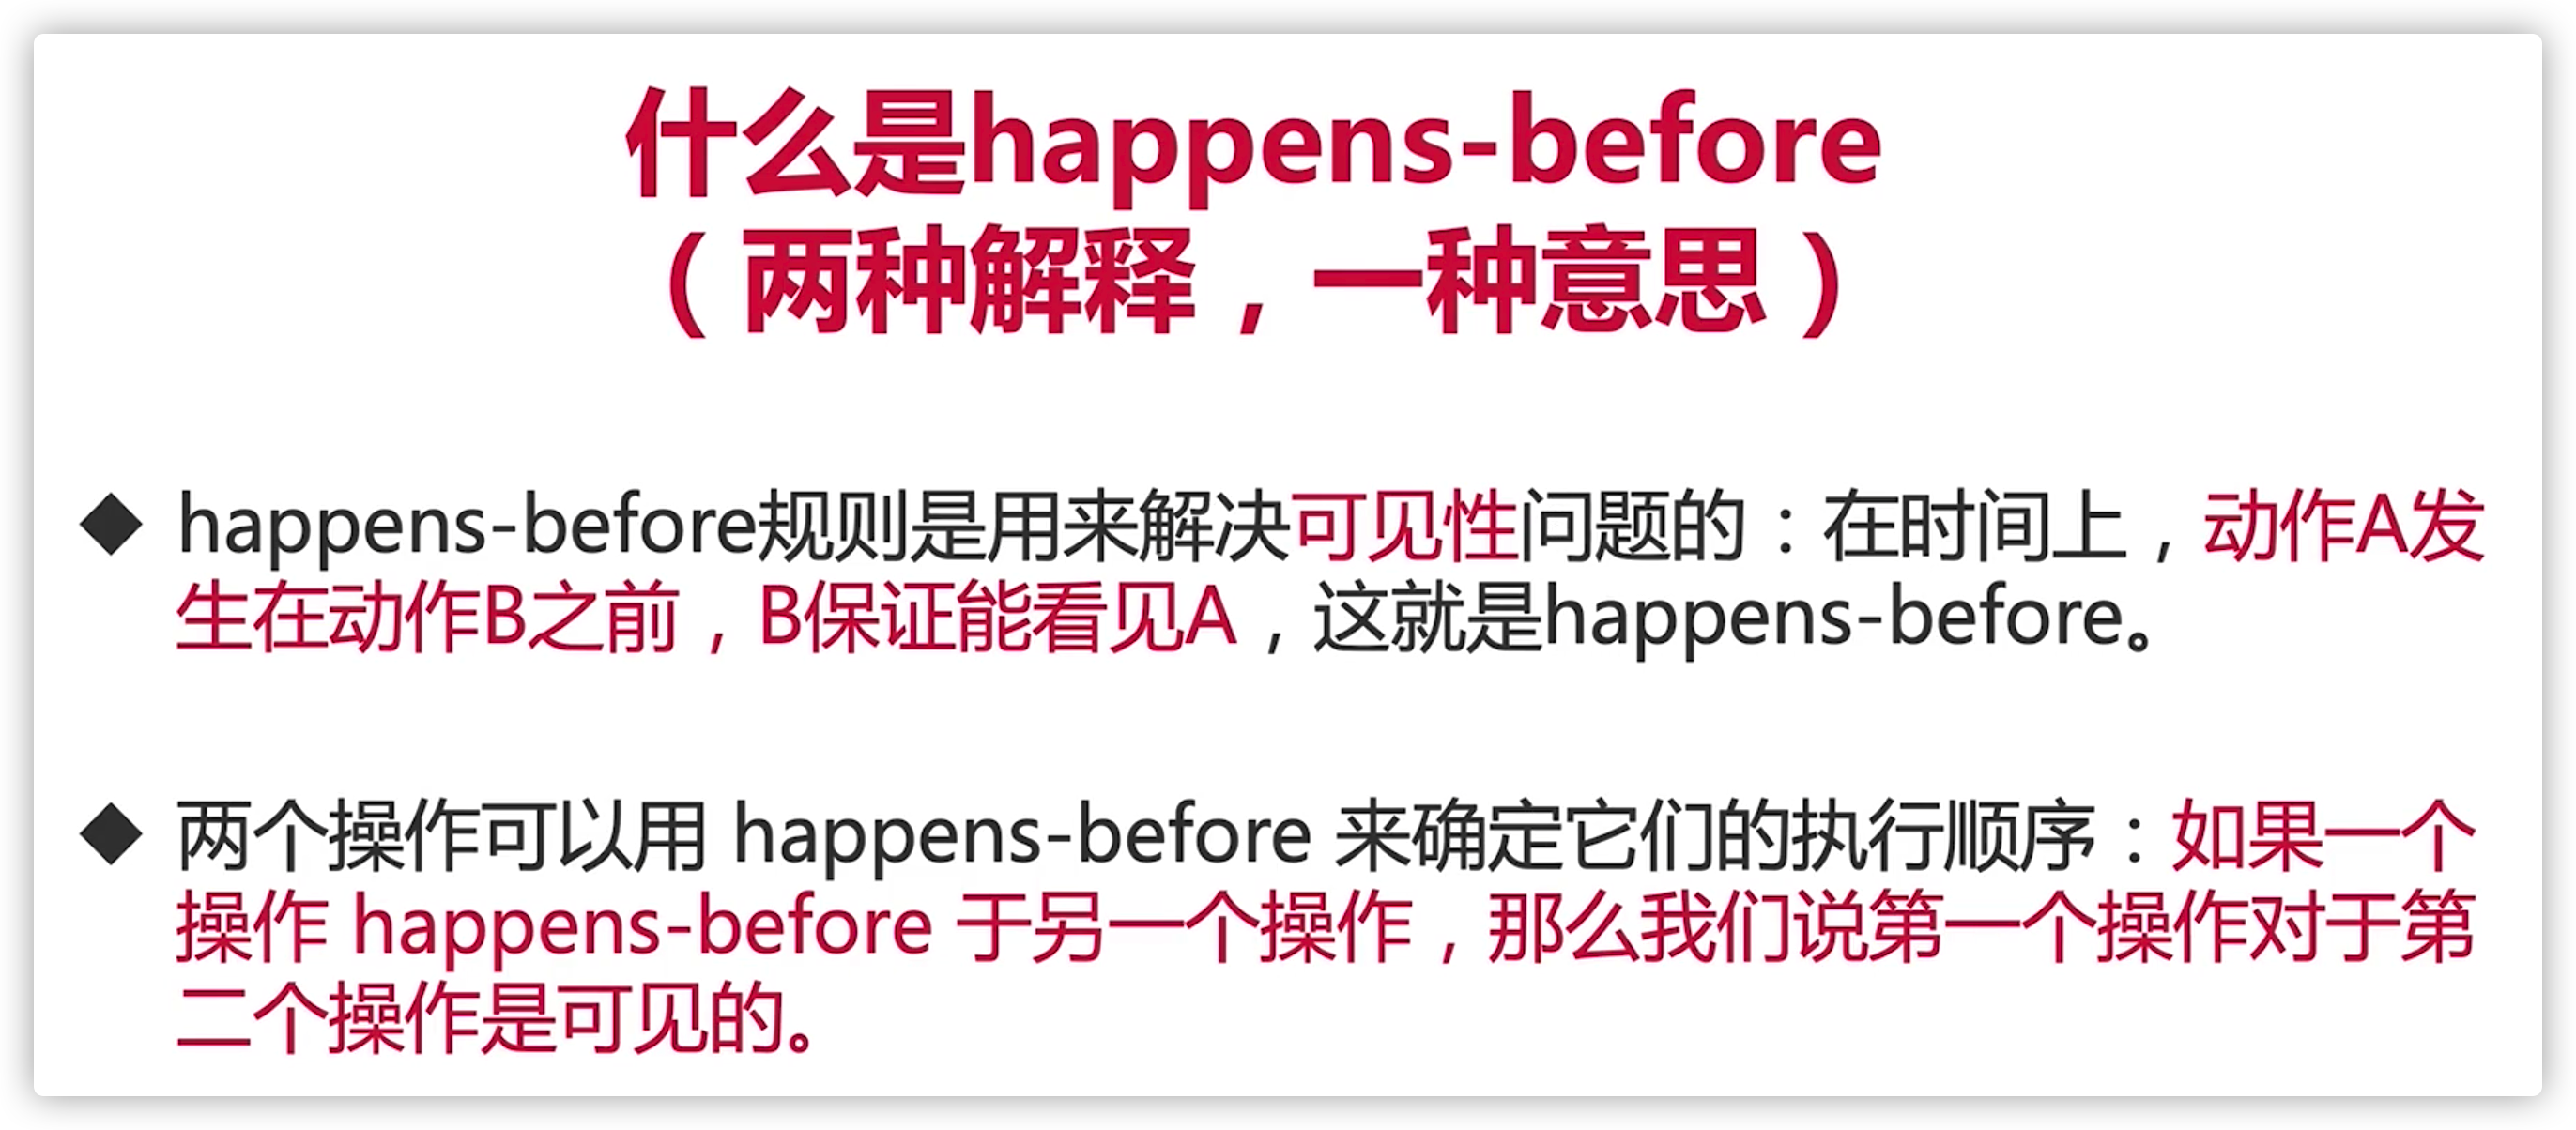 什么是happens-before
（两种解释，一种意思）
◆ happens-before规则是用来解决可见性问题的：在时间上，动作A发
生在动作B之前，B保证能看见A，这就是happens-before。
◆ 两个操作可以用 happens-before 来确定它们的执行顺序：如果一个
操作 happens-before 于另一个操作，那么我们说第一个操作对于第
二个操作是可见的。